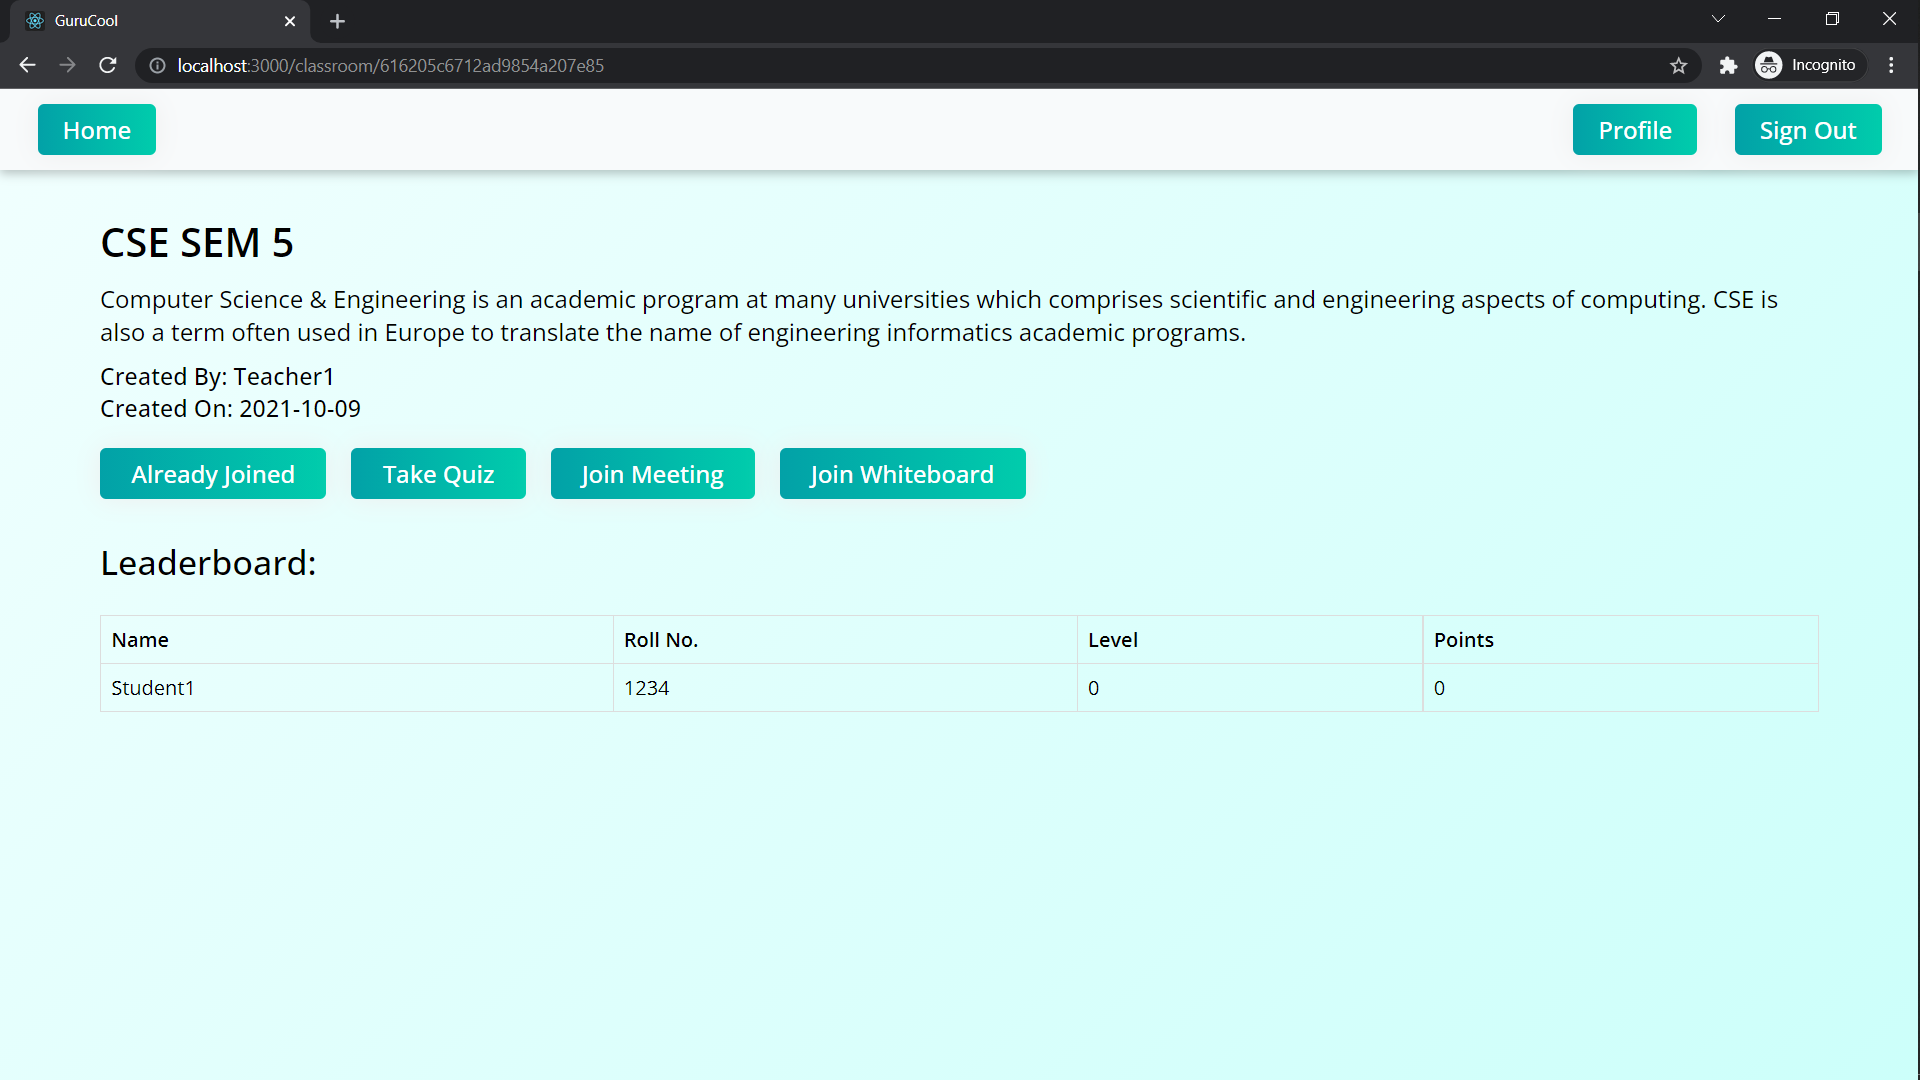 GuruCool
localhost:3000/classroom/616205c6712ad9854a207e85
Incognito
Home
Profile
Sign Out
CSE SEM 5
Computer Science & Engineering is an academic program at many universities which comprises scientific and engineering aspects of computing. CSE is
also a term often used in Europe to translate the name of engineering informatics academic programs.
Created By: Teacher1
Created On: 2021-10-09
Already Joined
Take Quiz
Join Meeting
Join Whiteboard
Leaderboard:
Name Roll No. Level Points
Student1 1234 0 0